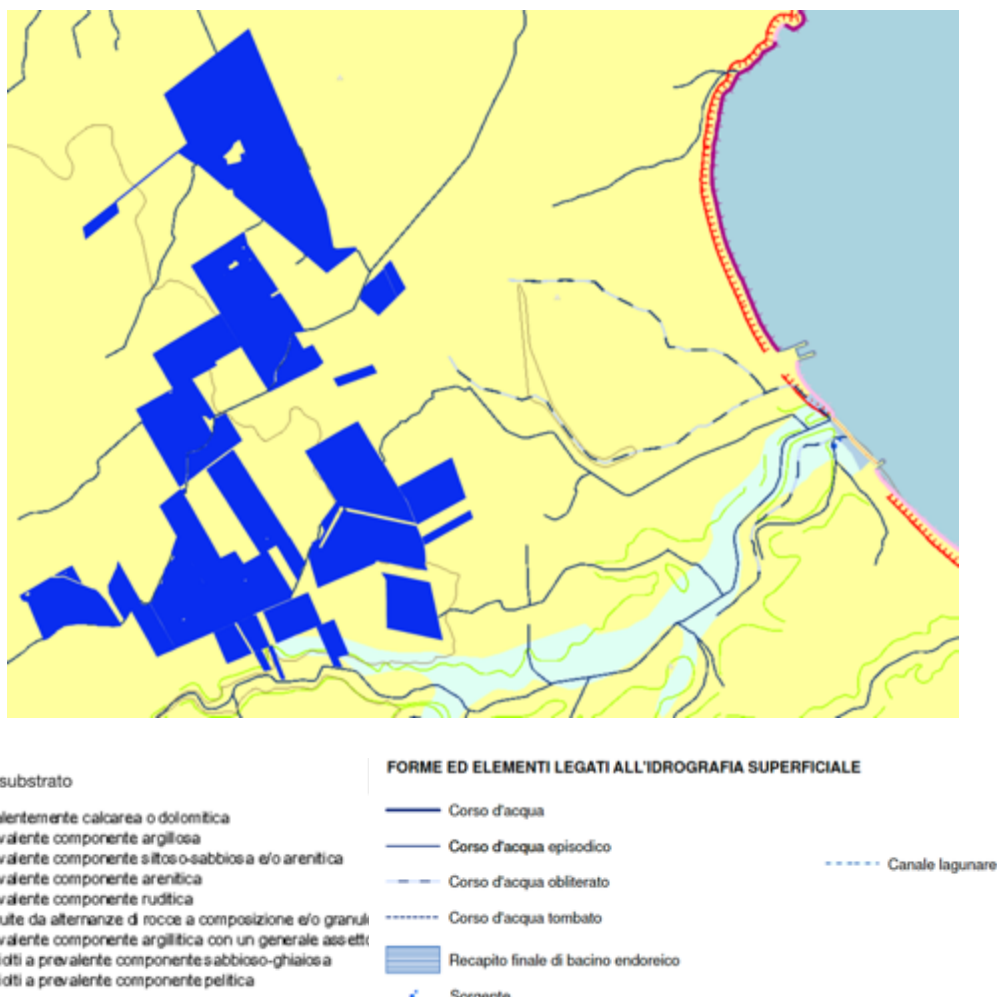 substrato
alentemente calcarea o dolomitica
valente componente argillosa
valente componente siltoso-sabbiosa e/o arenitica
valente componente arenitica
valente componente ruditica
uite da alternanze di rocce a composizione e/o granul
valente componente argillitica con un generale assetto
iolti a prevalente componente sabbioso-ghiaiosa
iolti a prevalente componente pelitica
FORME ED ELEMENTI LEGATI ALL'IDROGRAFIA SUPERFICIALE
Corso d'acqua
Corso d'acqua episodico
Corso d'acqua obliterato
Corso d'acqua tombato
Recapito finale di bacino endoreico
Sorgente
Canale lagunare